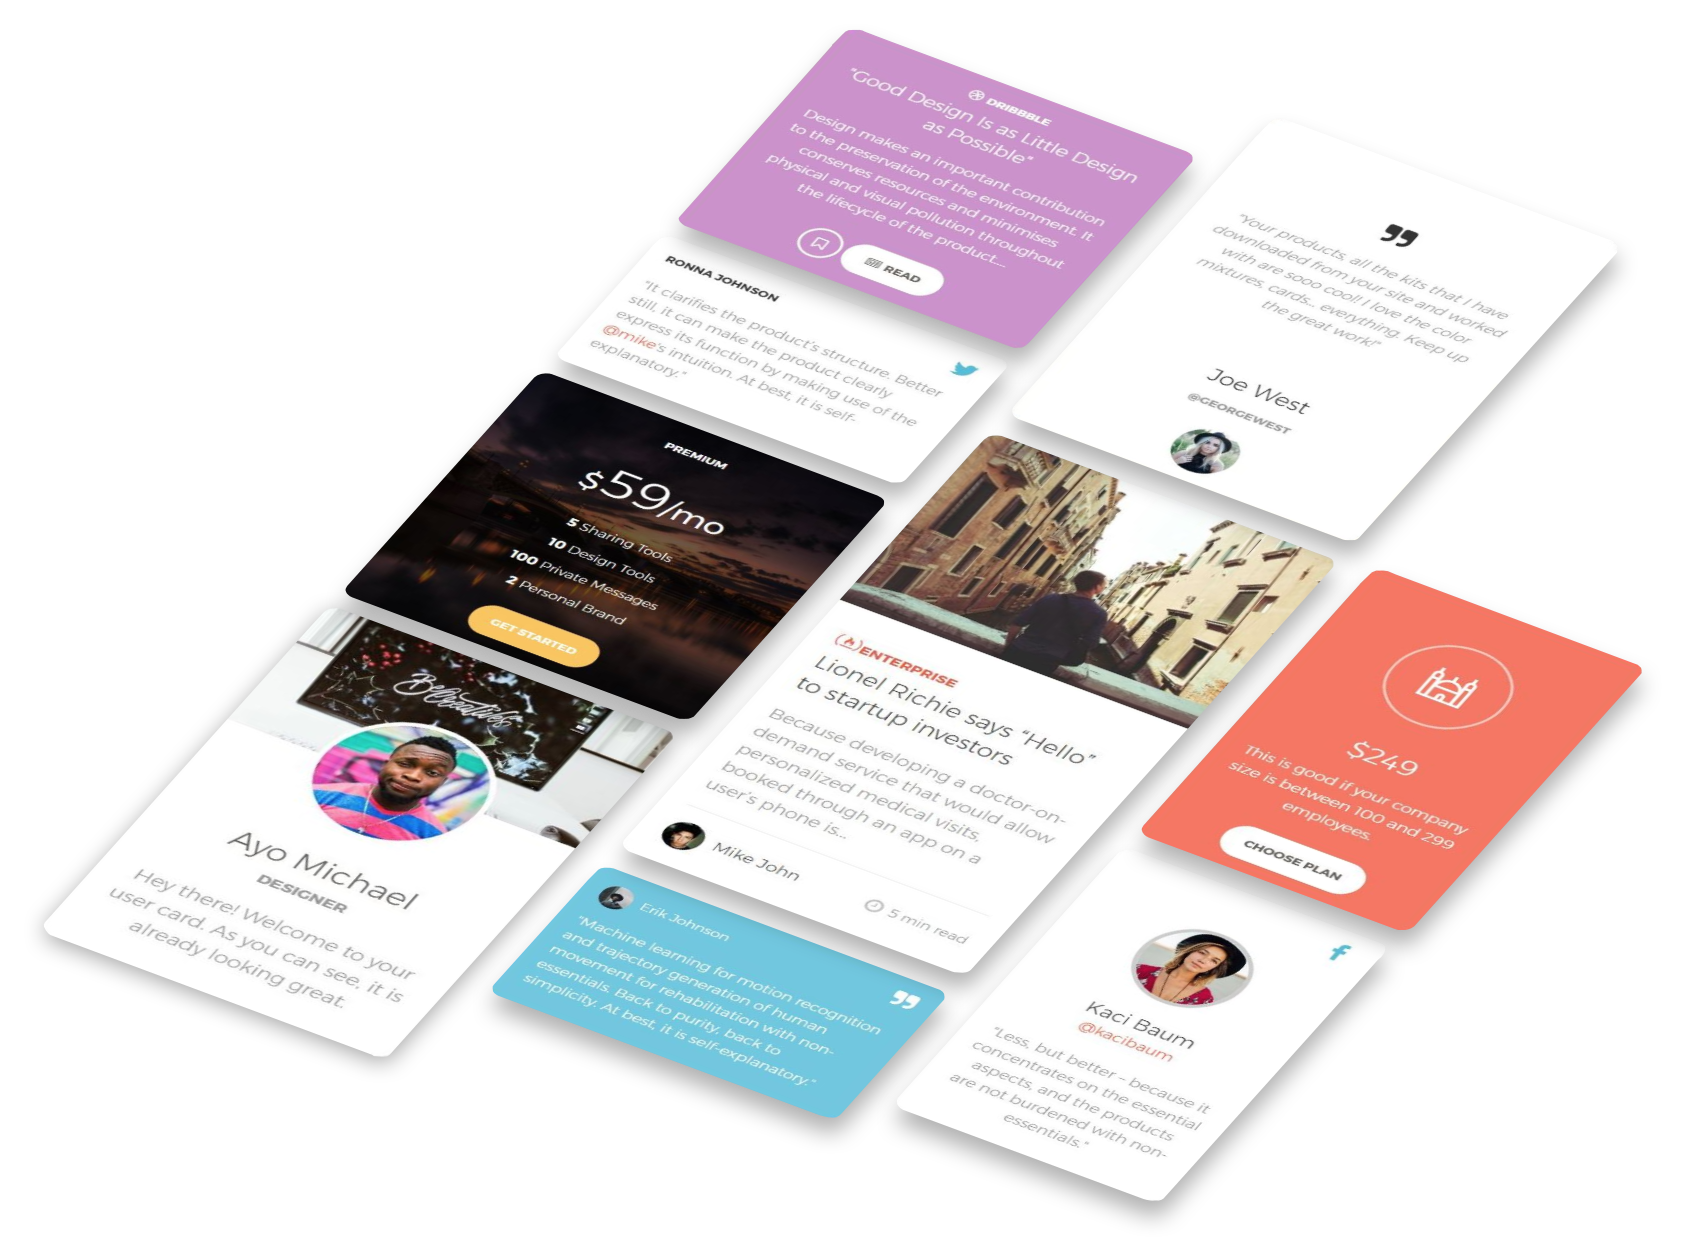 DRIBBBLE
"Good Design Is as Little Design
as Possible"
Design makes an important contribution
to the preservation of the environment. It
conserves resources and minimises
physical and visual pollution throughout
the lifecycle of the product...
READ
RONNA JOHNSON
"It clarifies the product's structure. Better
still, it can make the product clearly
express its function by making use of the
@mike's intuition. At best, it is self-
explanatory."
"Your products, all the kits that I have
downloaded from your site and worked
with are sooo cool! I love the color
mixtures, cards... everything. Keep up
the great work!"
Joe West
@GEORGEWEST
PREMIUM
$59/mo
5 Sharing Tools
10 Design Tools
100 Private Messages
2 Personal Brand
GET STARTED
ENTERPRISE
Lionel Richie says "Hello"
to startup investors
Because developing a doctor-on-
demand service that would allow
personalized medical visits,
booked through an app on a
user's phone is...
Mike John
5 min read
$249
This is good if your company
size is between 100 and 299
employees.
CHOOSE PLAN
Be Creative
Ayo Michael
DESIGNER
Hey there! Welcome to your
user card. As you can see, it is
already looking great.
Erik Johnson
"Machine learning for motion recognition
and trajectory generation of human
movement for rehabilitation with non-
essentials. Back to purity, back to
simplicity. At best, it is self-explanatory."
Kaci Baum
@kacibaum
"Less, but better – because it
concentrates on the essential
aspects, and the products
are not burdened with non-
essentials."